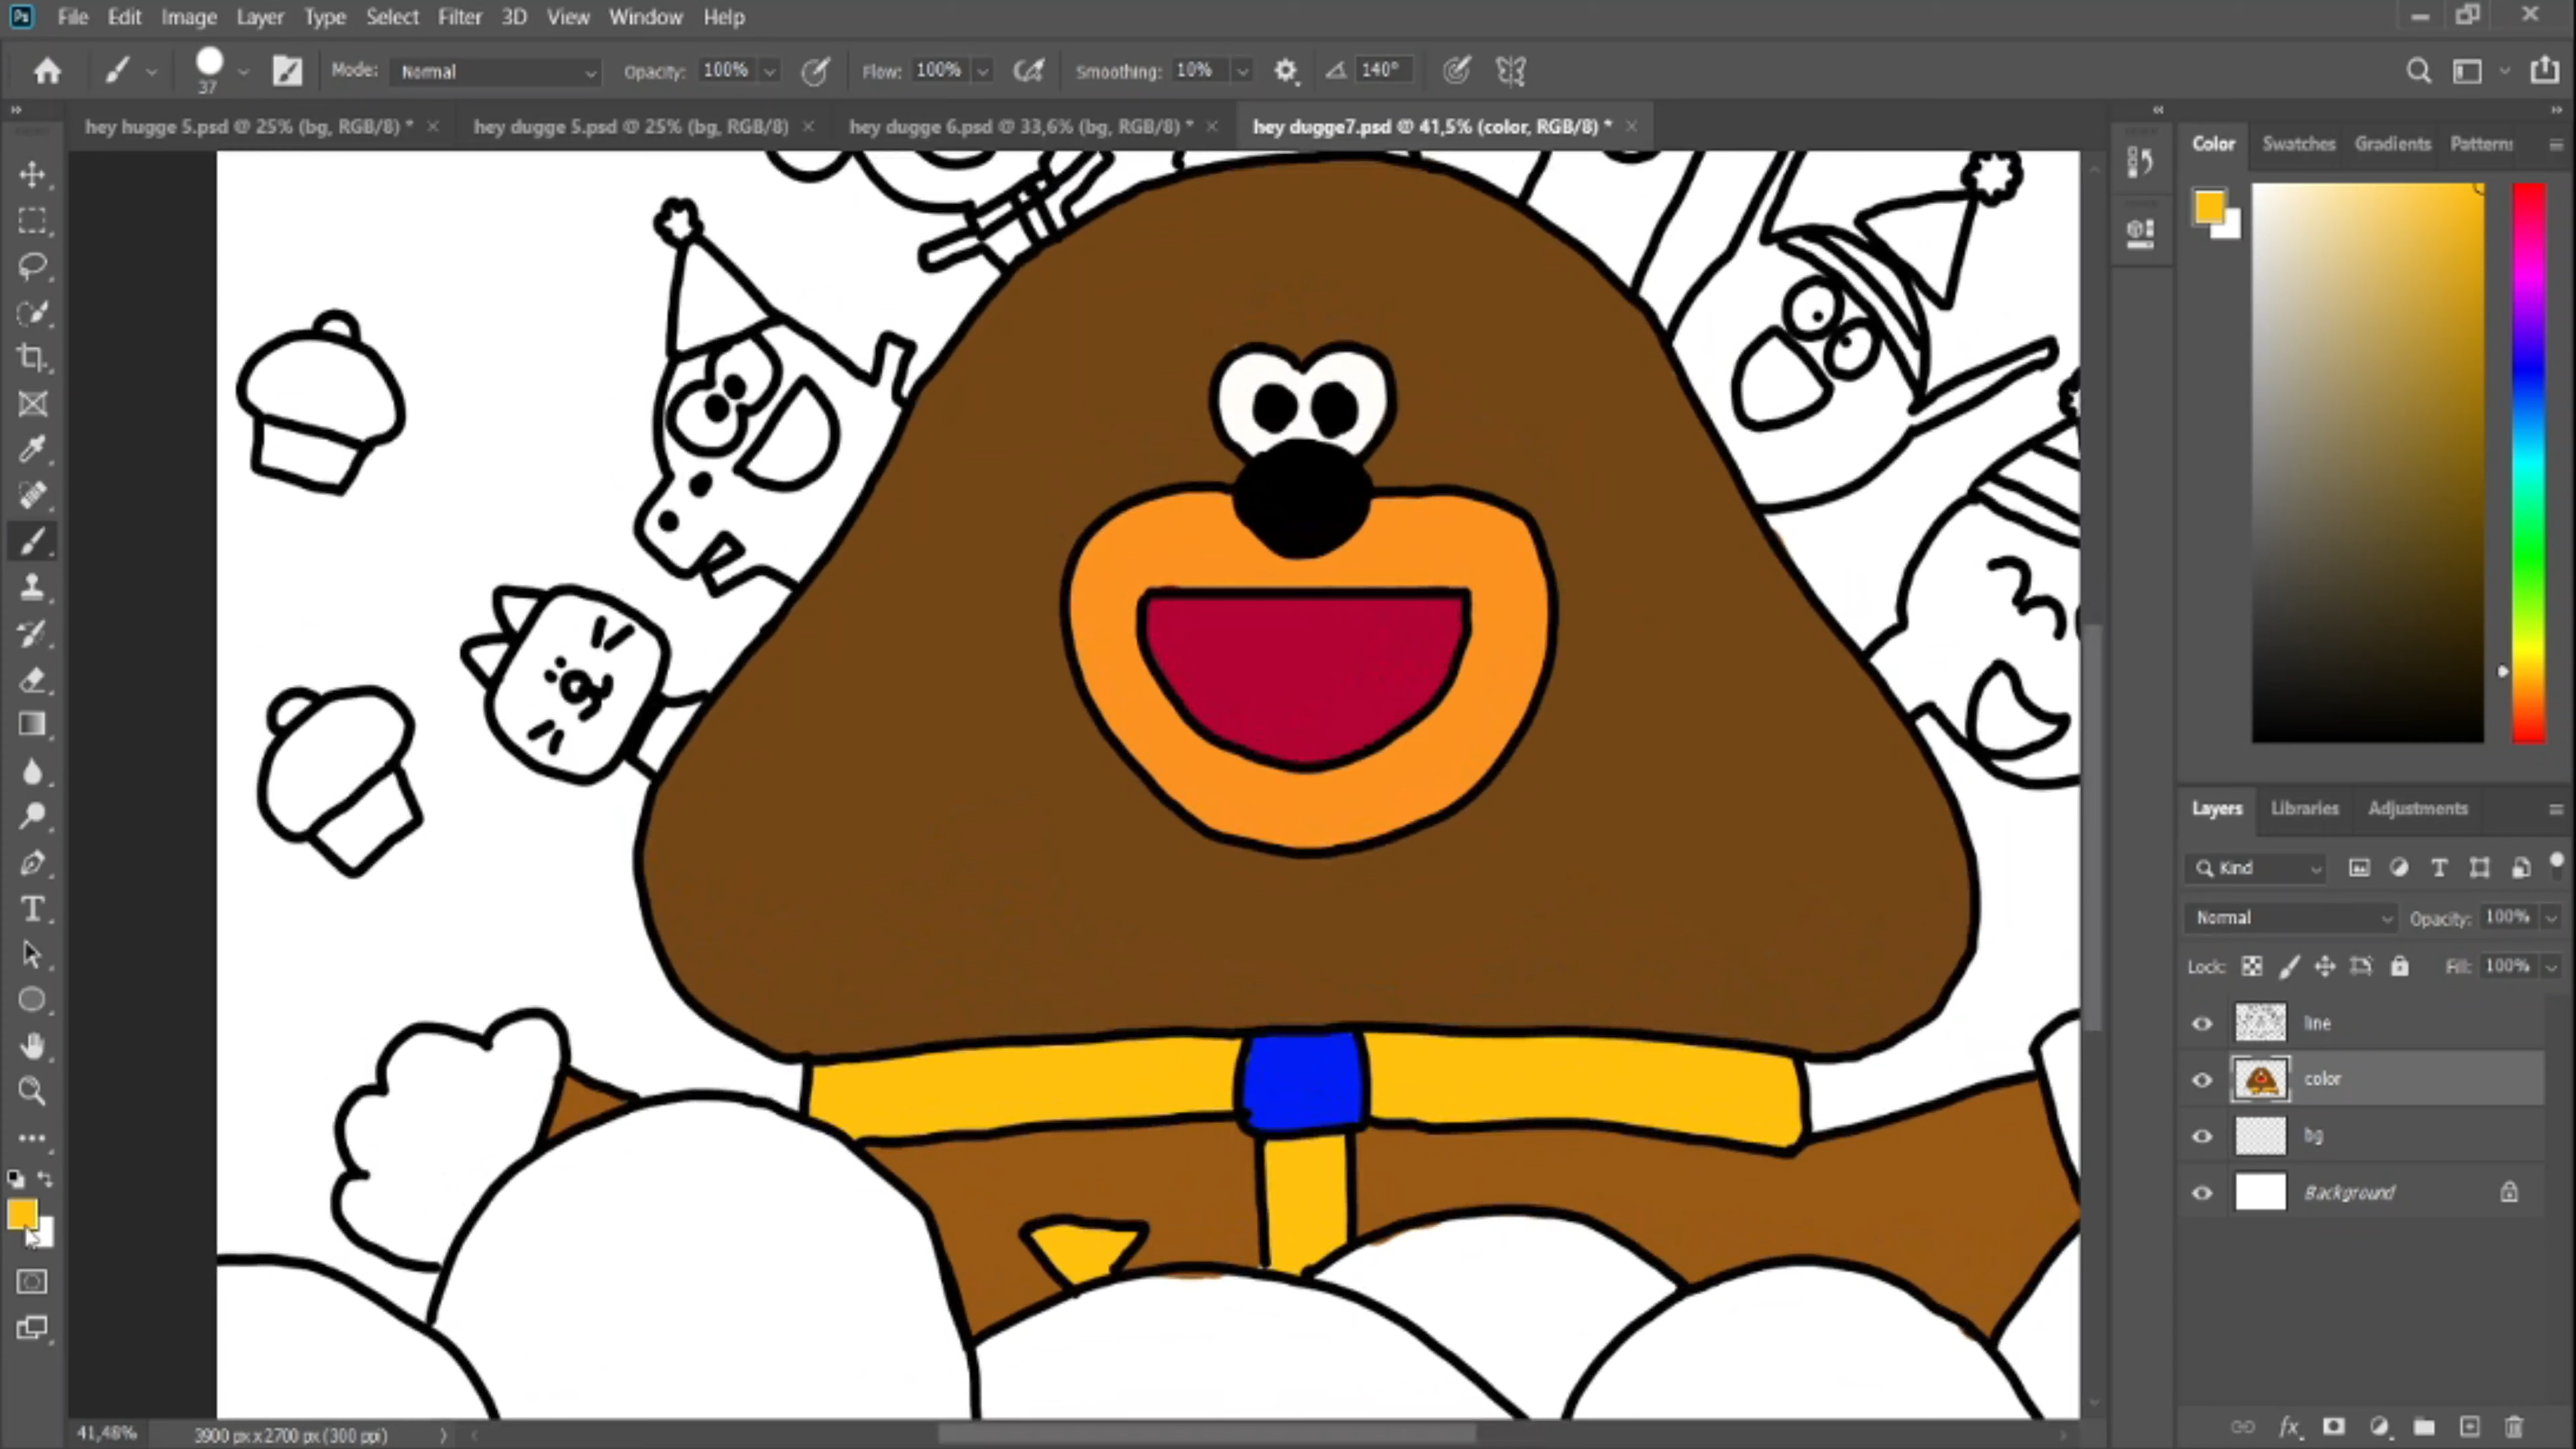 Ps File Edit Image Layer Type Select Filter 3D View Window Help
37 Mode: Normal Opacity: 100% Flow: 100% Smoothing: 10% 140°
hey hugge 5.psd @ 25% (bg, RGB/8) * hey dugge 5.psd @ 25% (bg, RGB/8) hey dugge 6.psd @ 33,6% (bg, RGB/8) * hey dugge7.psd @ 41,5% (color, RGB/8) *
Color Swatches Gradients Patterns
Layers Libraries Adjustments
Kind
Normal Opacity: 100%
Lock: Fill: 100%
line
color
bg
Background
41,48% 3900 px x 2700 px (300 ppi)